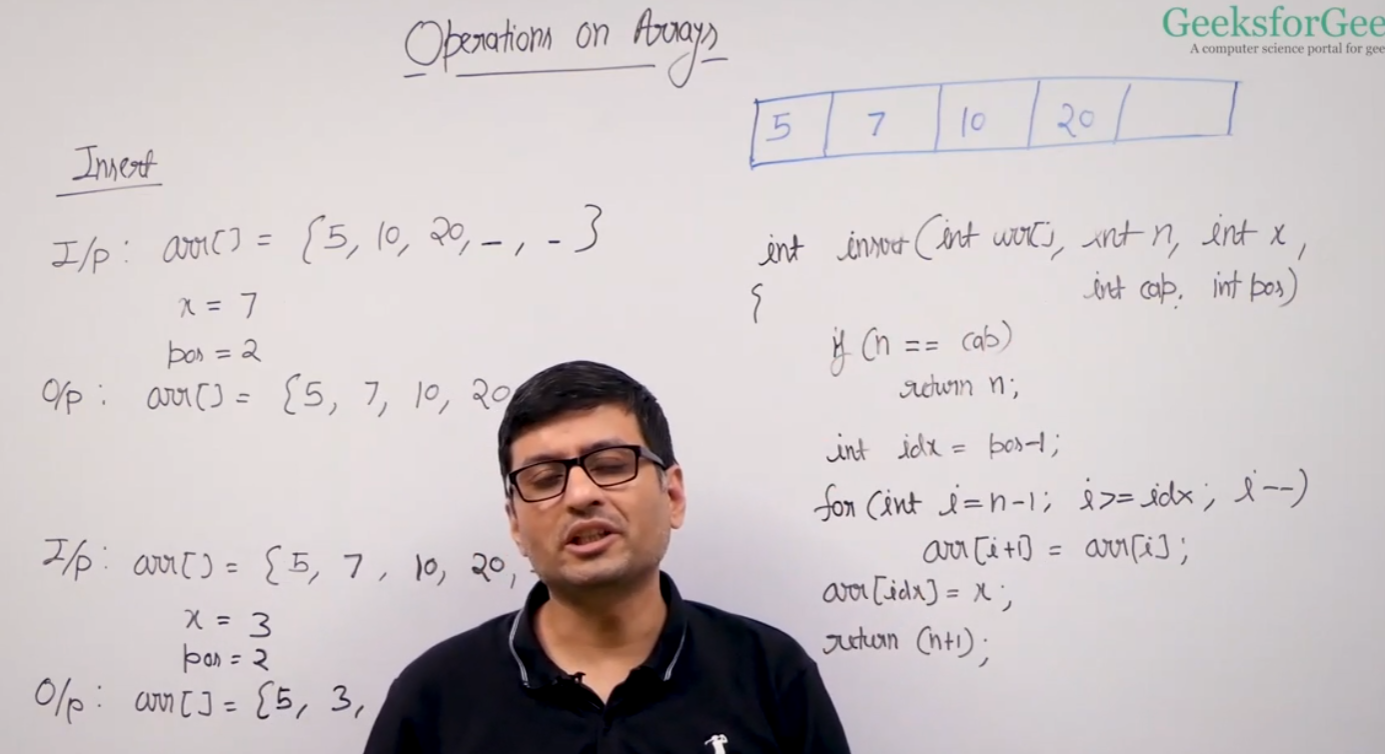 Operations on Arrays
GeeksforGee
A computer science portal for gee
5 7 10 20
Insert
I/p : arr[] = {5, 10, 20, _, _}
x = 7
pos = 2
O/p : arr[] = {5, 7, 10, 20
I/p : arr[] = {5, 7, 10, 20,
x = 3
pos = 2
O/p : arr[] = {5, 3,
int insert (int arr[], int n, int x,
int cap, int pos)
{
if (n == cap)
return n;
int idx = pos-1;
for (int i=n-1; i>=idx; i--)
arr[i+1] = arr[i];
arr[idx] = x;
return (n+1);